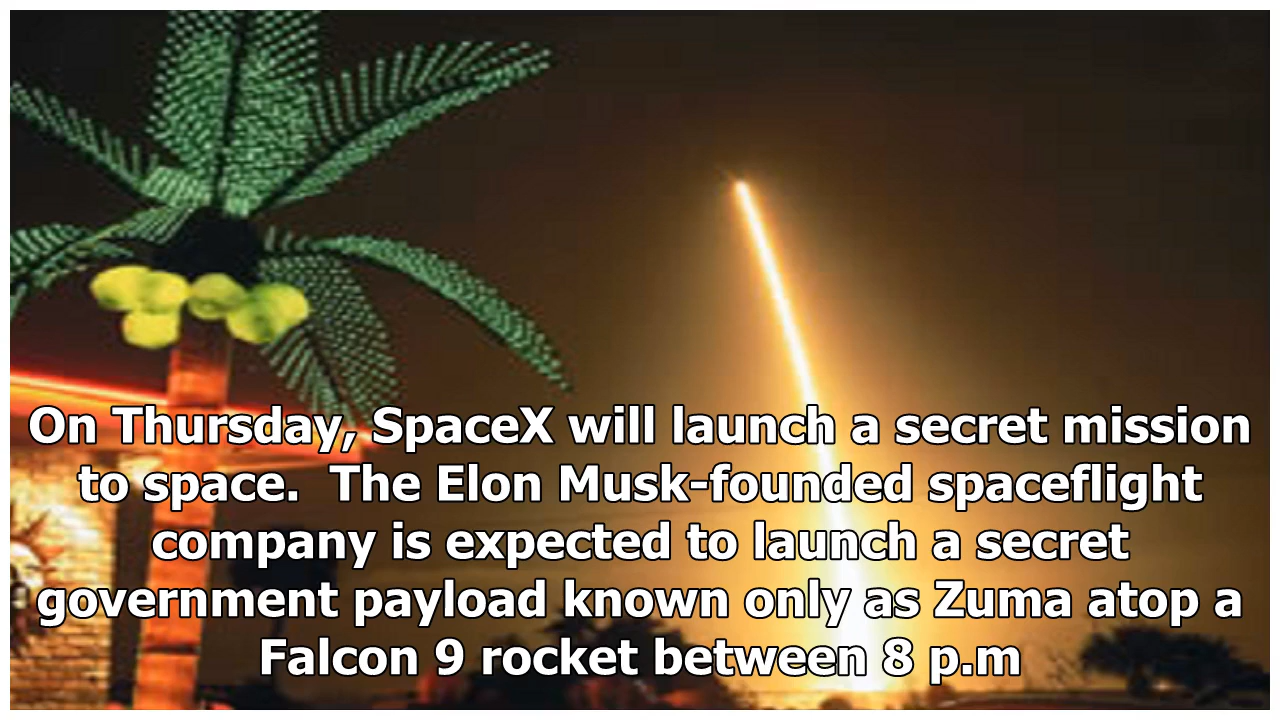 On Thursday, SpaceX will launch a secret mission
to space.  The Elon Musk-founded spaceflight
company is expected to launch a secret
government payload known only as Zuma atop a
Falcon 9 rocket between 8 p.m